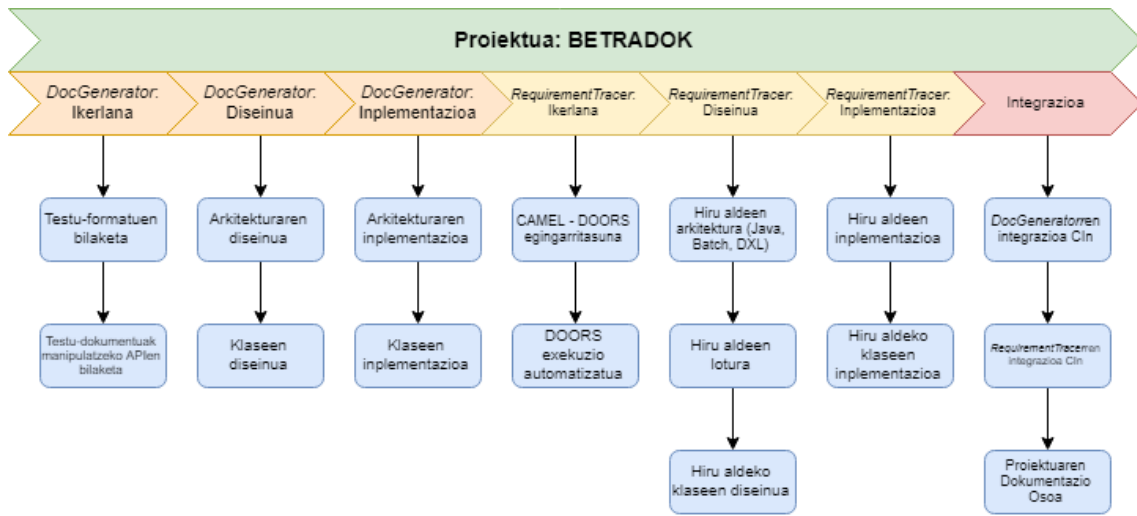 Proiektua: BETRADOK
DocGenerator:
Ikerlana
DocGenerator:
Diseinua
DocGenerator:
Inplementazioa
RequirementTracer:
Ikerlana
RequirementTracer:
Diseinua
RequirementTracer:
Inplementazioa
Integrazioa
Testu-formatuen
bilaketa
Arkitekturaren
diseinua
Arkitekturaren
inplementazioa
CAMEL - DOORS
egingarritasuna
Hiru aldeen
arkitektura (Java,
Batch, DXL)
Hiru aldeen
inplementazioa
DocGeneratorren
integrazioa CIn
Testu-dokumentuak
manipulatzeko APIen
bilaketa
Klaseen
diseinua
Klaseen
inplementazioa
DOORS
exekuzio
automatizatua
Hiru aldeen
lotura
Hiru aldeko
klaseen
inplementazioa
RequirementTracerren
integrazioa CIn
Hiru aldeko
klaseen diseinua
Proiektuaren
Dokumentazio
Osoa